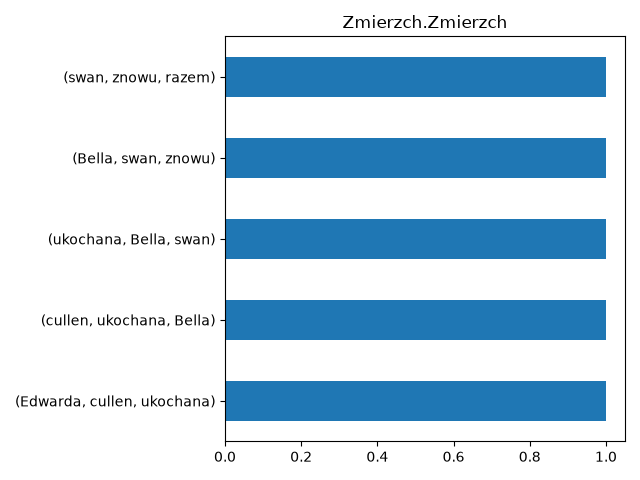 Zmierzch.Zmierzch
(swan, znowu, razem)
(Bella, swan, znowu)
(ukochana, Bella, swan)
(cullen, ukochana, Bella)
(Edwarda, cullen, ukochana)
0.0 0.2 0.4 0.6 0.8 1.0